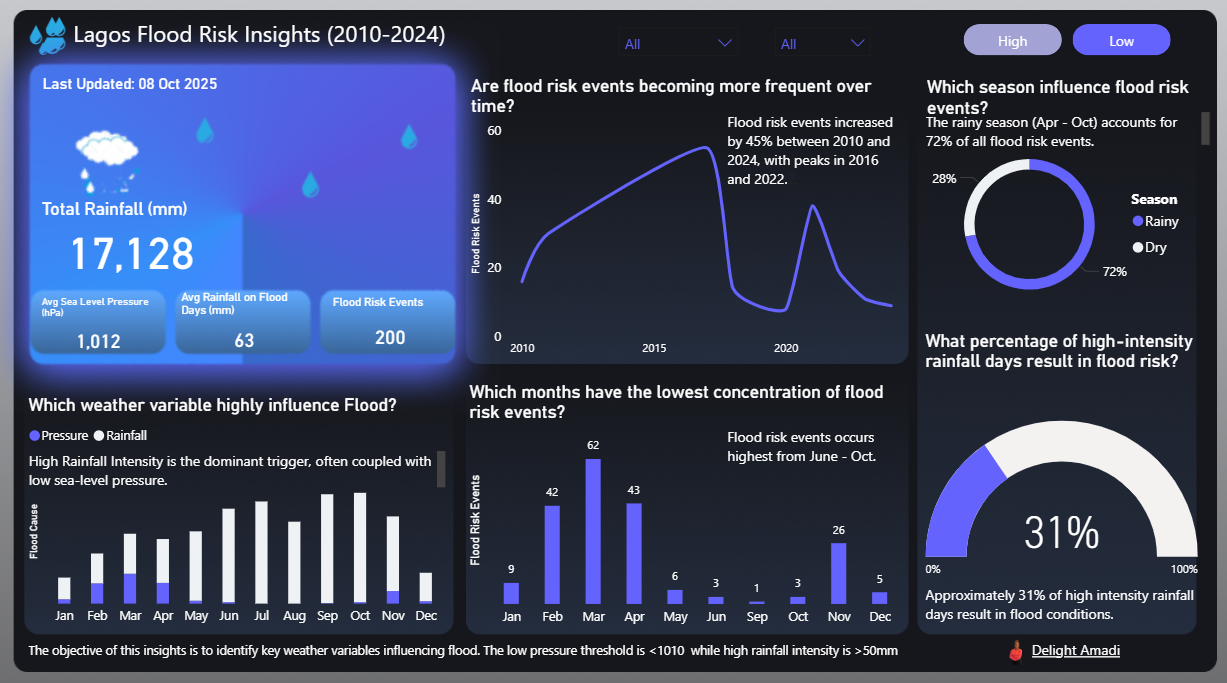 Lagos Flood Risk Insights (2010-2024)
All
All
High
Low
Last Updated: 08 Oct 2025
Total Rainfall (mm)
17,128
Avg Sea Level Pressure
(hPa)
1,012
Avg Rainfall on Flood
Days (mm)
63
Flood Risk Events
200
Are flood risk events becoming more frequent over
time?
Flood risk events increased
by 45% between 2010 and
2024, with peaks in 2016
and 2022.
Flood Risk Events
60
40
20
0
2010
2015
2020
Which season influence flood risk
events?
The rainy season (Apr - Oct) accounts for
72% of all flood risk events.
28%
72%
Season
Rainy
Dry
Which weather variable highly influence Flood?
Pressure
Rainfall
High Rainfall Intensity is the dominant trigger, often coupled with
low sea-level pressure.
Flood Cause
Jan Feb Mar Apr May Jun Jul Aug Sep Oct Nov Dec
Which months have the lowest concentration of flood
risk events?
Flood risk events occurs
highest from June - Oct.
Flood Risk Events
9 42 62 43 6 3 1 3 26 5
Jan Feb Mar Apr May Jun Sep Oct Nov Dec
What percentage of high-intensity
rainfall days result in flood risk?
31%
0%
100%
Approximately 31% of high intensity rainfall
days result in flood conditions.
The objective of this insights is to identify key weather variables influencing flood. The low pressure threshold is <1010 while high rainfall intensity is >50mm
Delight Amadi